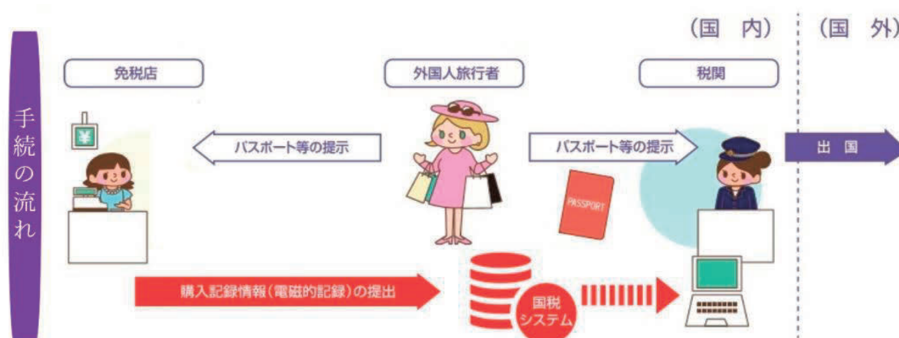 (国 内)
(国 外)
手続の流れ
免税店
外国人旅行者
税関
¥
パスポート等の提示
パスポート等の提示
出 国
PASSPORT
購入記録情報(電磁的記録)の提出
国税
システム